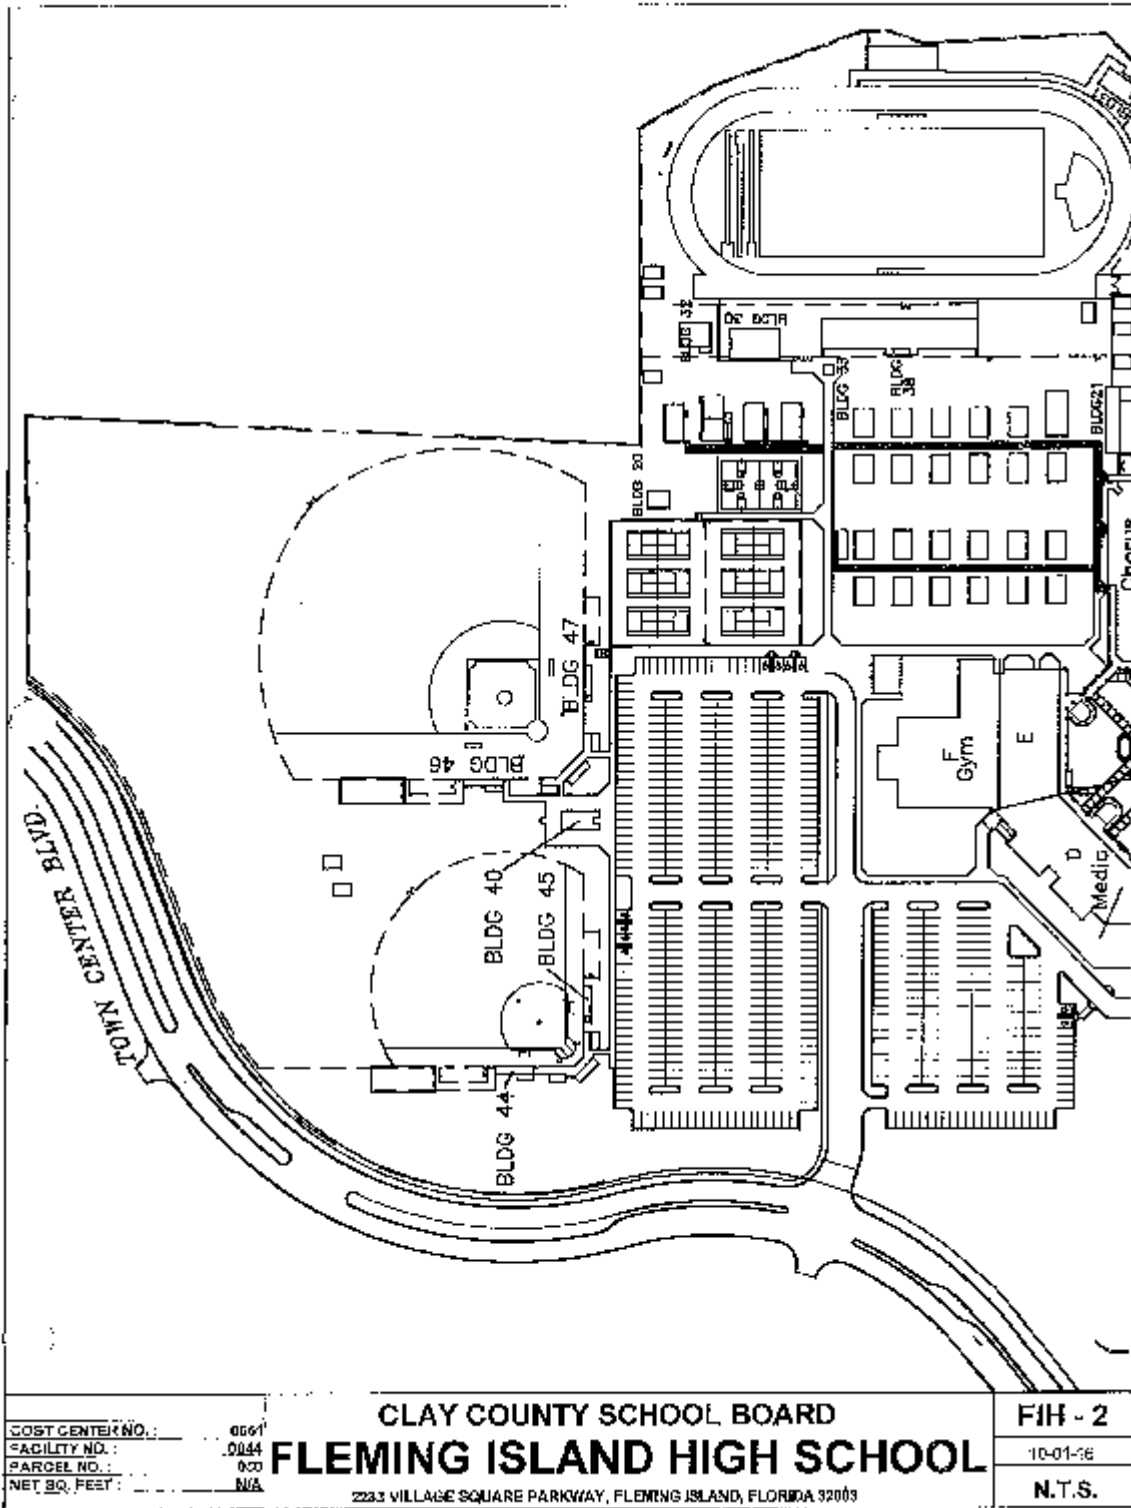 BLDG 32
BLDG 30
BLDG 33
BLDG
38
BLDG21
BLDG 20
BLDG 47
BLDG 46
F
Gym
E
D
BLDG 40
BLDG 45
BLDG 44
TOWN CENTER BLVD.
COST CENTER NO. :
FACILITY NO. : 0044
PARCEL NO. :
NET SQ. FEET : N/A
CLAY COUNTY SCHOOL BOARD
FLEMING ISLAND HIGH SCHOOL
2233 VILLAGE SQUARE PARKWAY, FLEMING ISLAND, FLORIDA 32003
FIH - 2
N.T.S.